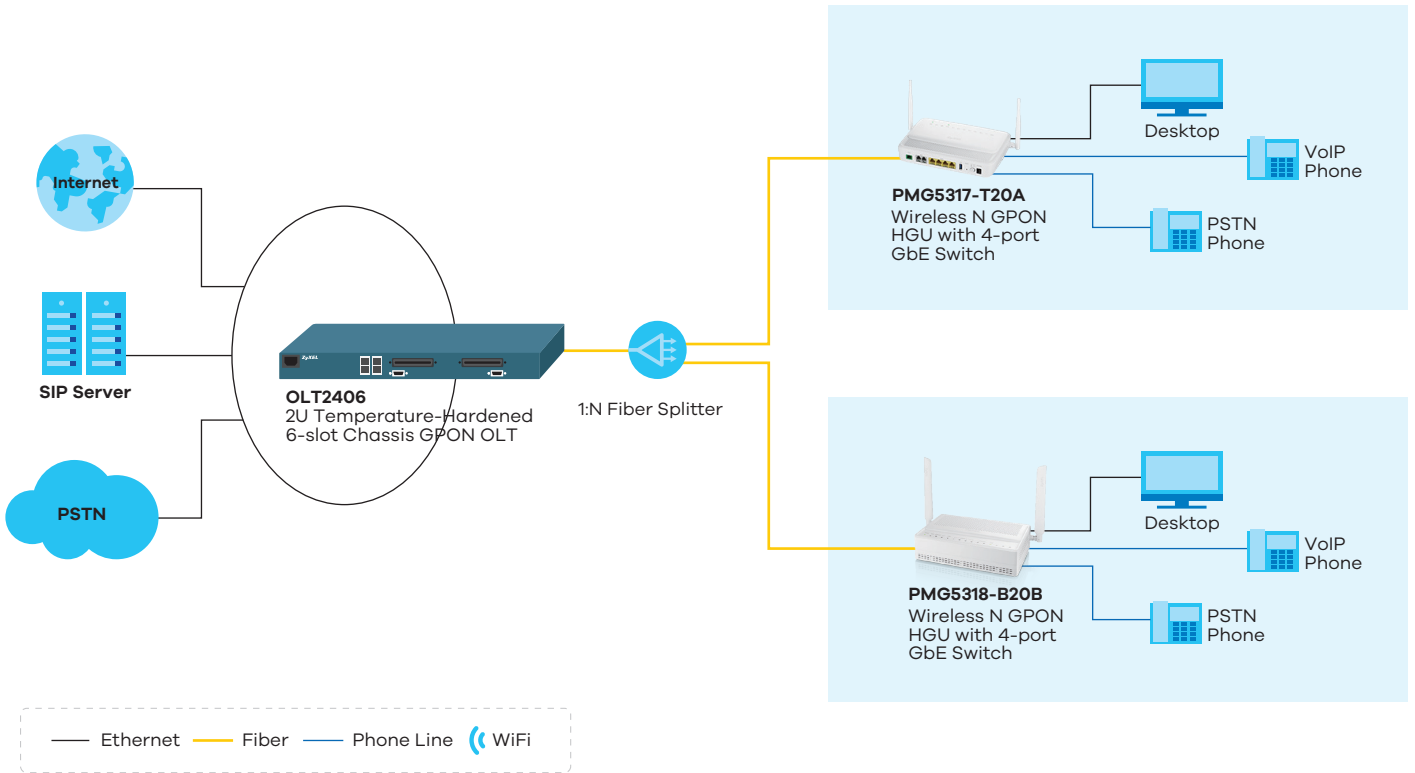 Internet
SIP Server
PSTN
ZyXEL
OLT2406
2U Temperature-Hardened
6-slot Chassis GPON OLT
1:N Fiber Splitter
PMG5317-T20A
Wireless N GPON
HGU with 4-port
GbE Switch
Desktop
VoIP
Phone
PSTN
Phone
PMG5318-B20B
Wireless N GPON
HGU with 4-port
GbE Switch
Desktop
VoIP
Phone
PSTN
Phone
Ethernet
Fiber
Phone Line
WiFi